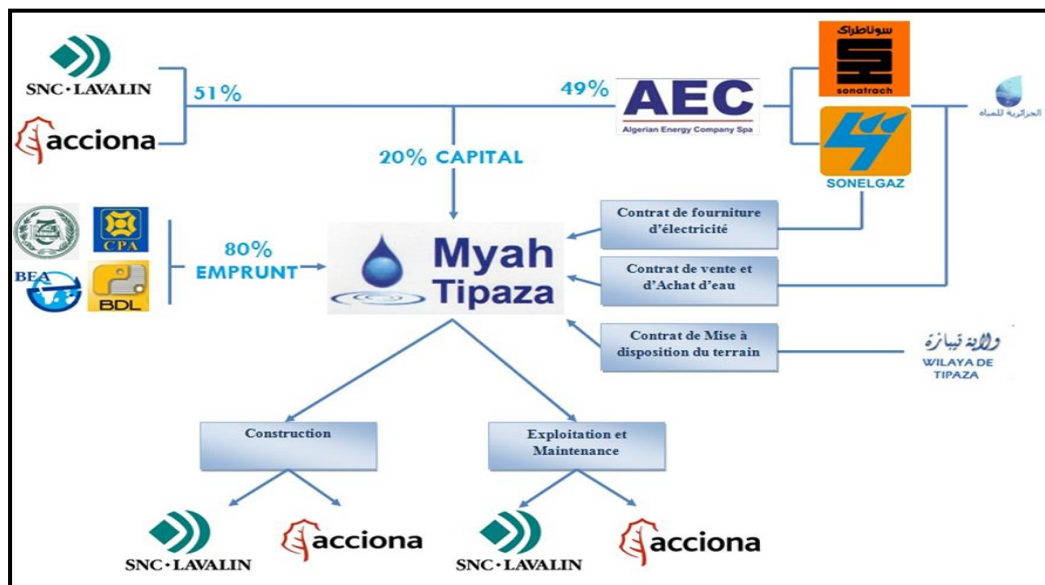 SNC·LAVALIN
acciona
51%
49%
AEC
Algerian Energy Company Spa
سوناطراك
sonatrach
SONELGAZ
الجزائرية للمياه
20% CAPITAL
CPA
BEA
BDL
80%
EMPRUNT
Myah
Tipaza
Contrat de fourniture
d'électricité
Contrat de vente et
d'Achat d'eau
Contrat de Mise à
disposition du terrain
ولاية تيبازة
WILAYA DE
TIPAZA
Construction
Exploitation et
Maintenance
SNC·LAVALIN
acciona
SNC·LAVALIN
acciona